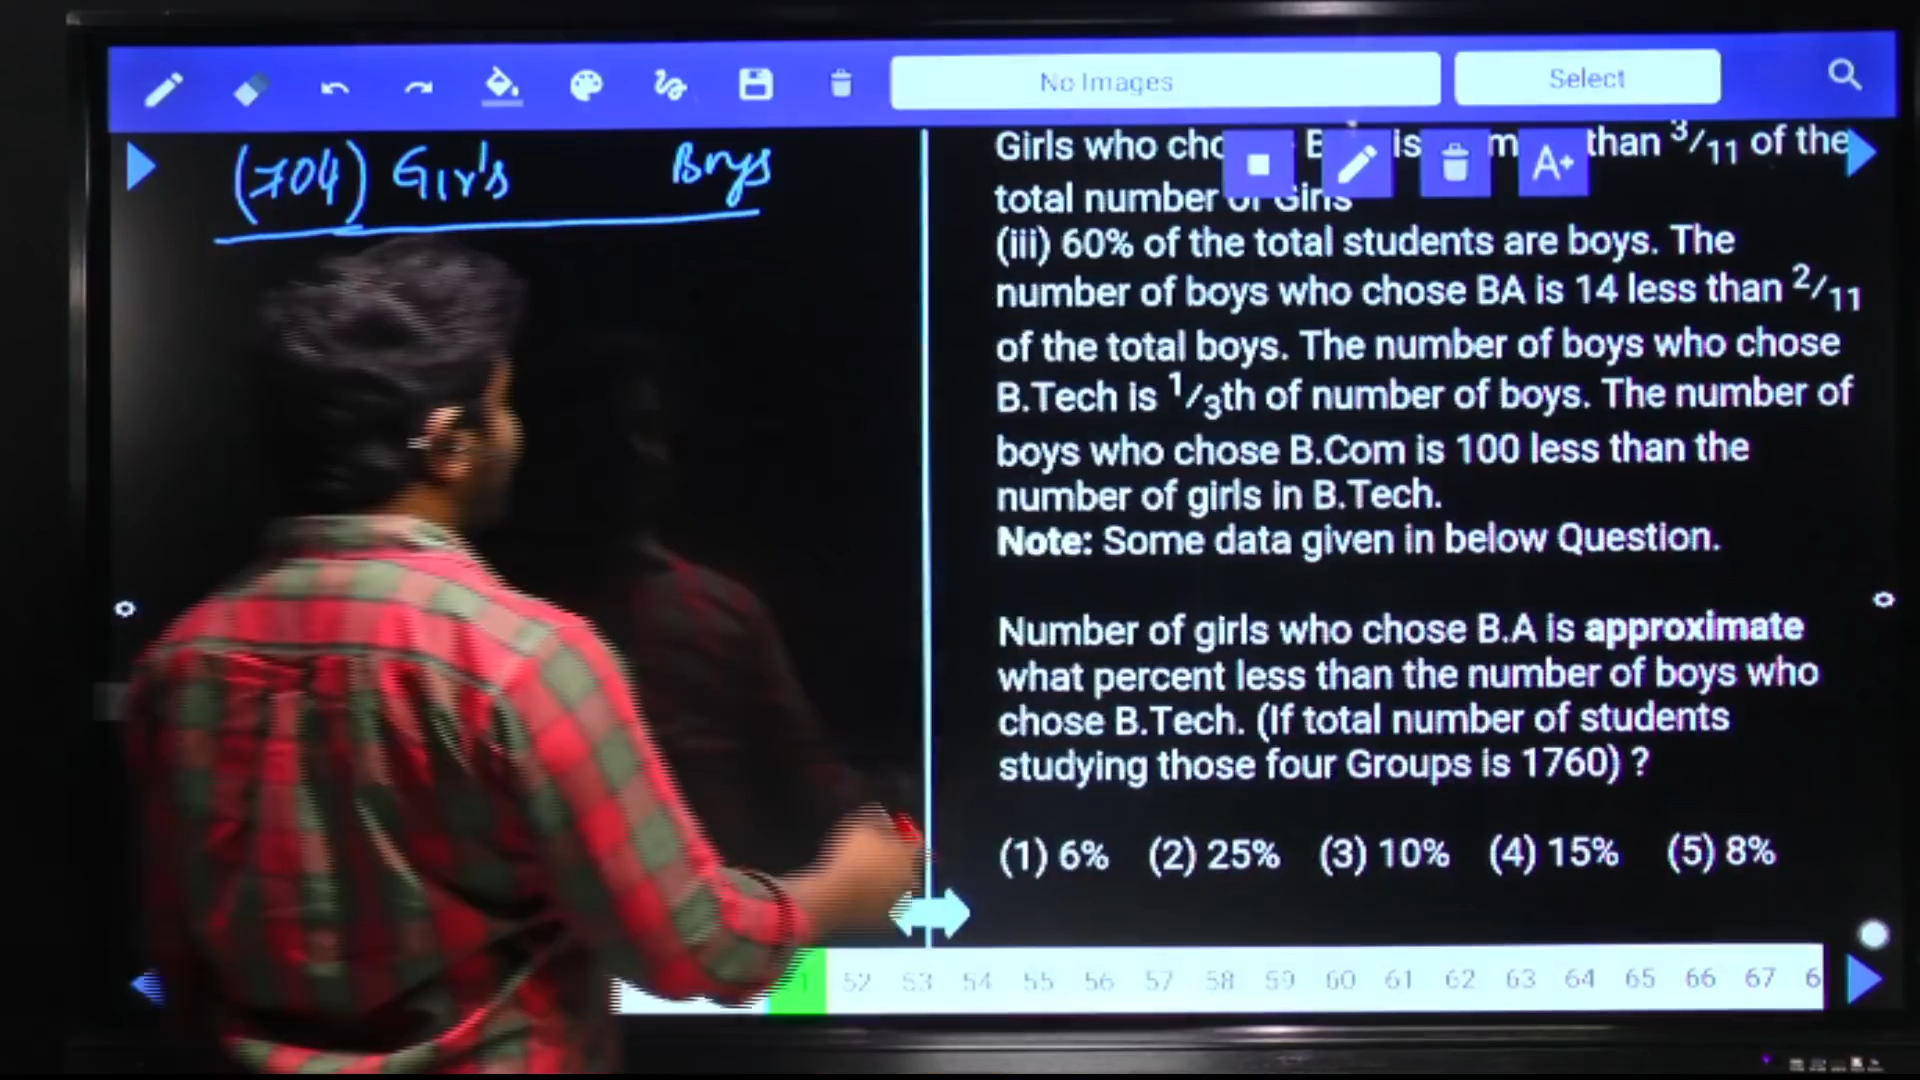 No Images
Select
A+
(704) Girls Boys
Girls who than 3/11 of the
total number of Girls
(iii) 60% of the total students are boys. The
number of boys who chose BA is 14 less than 2/11
of the total boys. The number of boys who chose
B.Tech is 1/3th of number of boys. The number of
boys who chose B.Com is 100 less than the
number of girls in B.Tech.
Note: Some data given in below Question.
Number of girls who chose B.A is approximate
what percent less than the number of boys who
chose B.Tech. (If total number of students
studying those four Groups is 1760) ?
(1) 6% (2) 25% (3) 10% (4) 15% (5) 8%
52 53 54 55 56 57 58 59 60 61 62 63 64 65 66 67